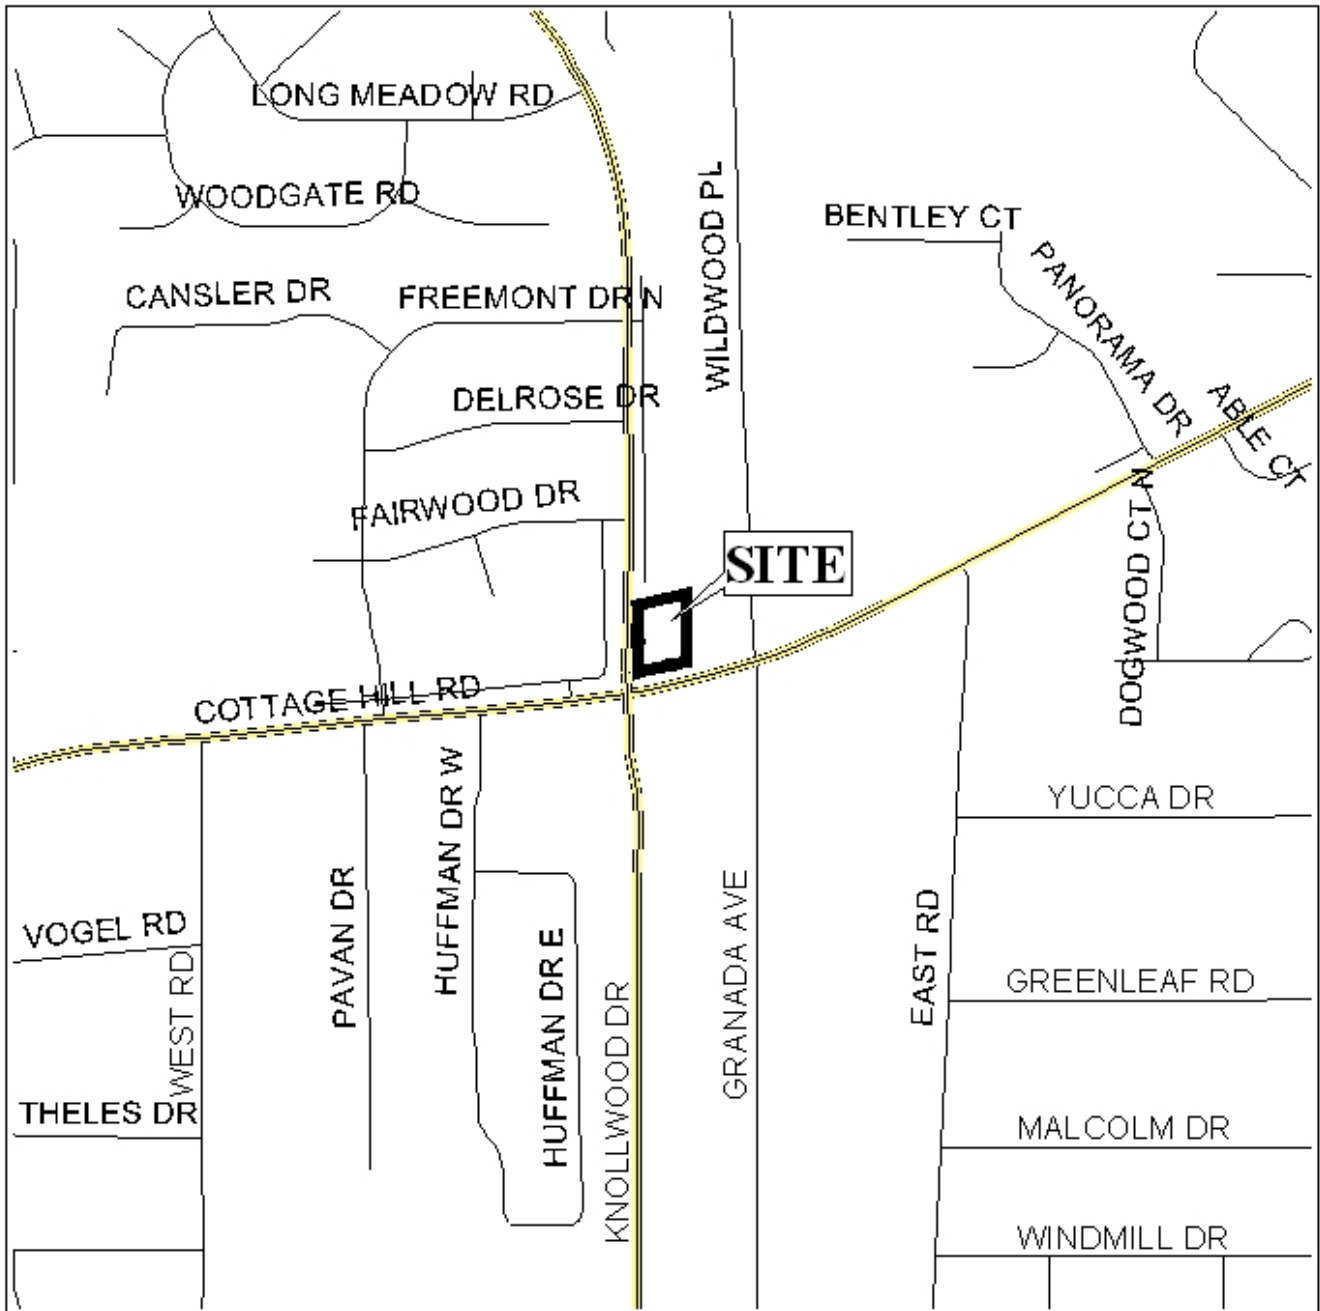 LONG MEADOW RD
WOODGATE RD
WILDWOOD PL
BENTLEY CT
PANORAMA DR
CANSLER DR
FREEMONT DR N
DELROSE DR
ABLE CT
FAIRWOOD DR
DOGWOOD CT N
SITE
COTTAGE HILL RD
HUFFMAN DR W
YUCCA DR
PAVAN DR
GRANADA AVE
EAST RD
VOGEL RD
WEST RD
HUFFMAN DR E
KNOLLWOOD DR
GREENLEAF RD
THELES DR
MALCOLM DR
WINDMILL DR